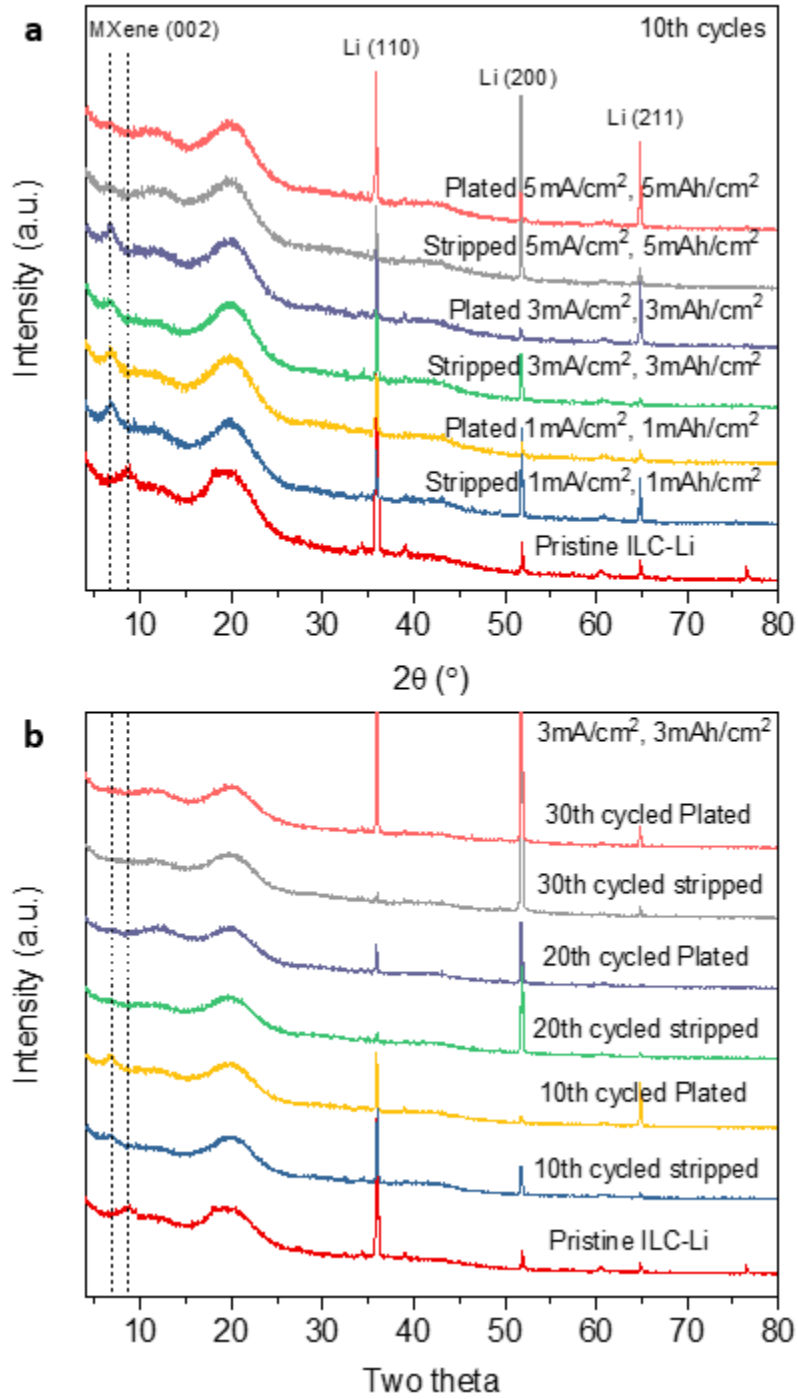 a
MXene (002)
10th cycles
Li (110)
Li (200)
Li (211)
Plated 5mA/cm², 5mAh/cm²
Stripped 5mA/cm², 5mAh/cm²
Plated 3mA/cm², 3mAh/cm²
Stripped 3mA/cm², 3mAh/cm²
Plated 1mA/cm², 1mAh/cm²
Stripped 1mA/cm², 1mAh/cm²
Pristine ILC-Li
Intensity (a.u.)
10 20 30 40 50 60 70 80
2θ (°)
b
3mA/cm², 3mAh/cm²
30th cycled Plated
30th cycled stripped
20th cycled Plated
20th cycled stripped
10th cycled Plated
10th cycled stripped
Pristine ILC-Li
Intensity (a.u.)
10 20 30 40 50 60 70 80
Two theta